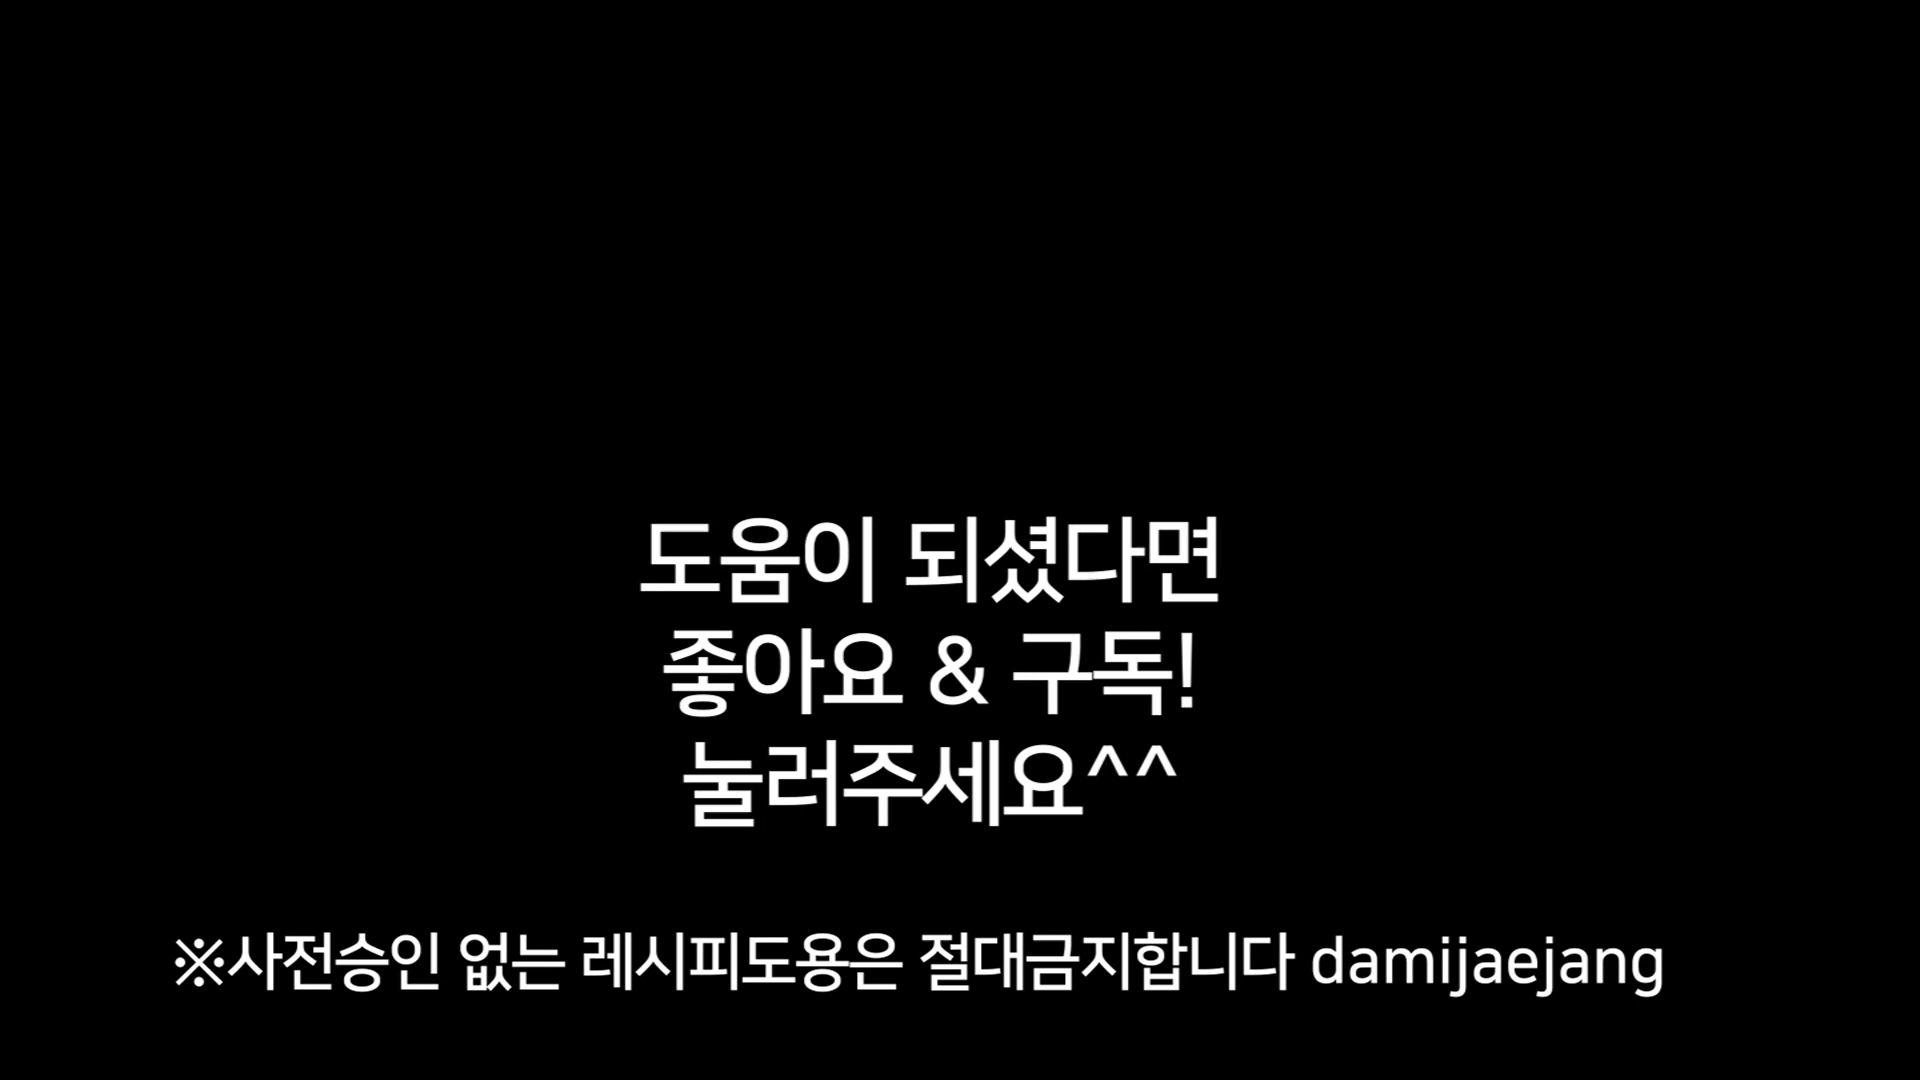 도움이 되셨다면
좋아요 & 구독!
눌러주세요^^
※사전승인 없는 레시피도용은 절대금지합니다 damijaejang